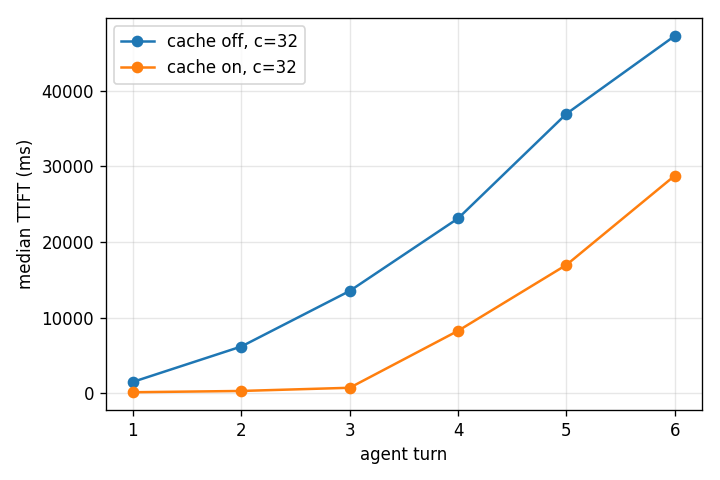 cache off, c=32
cache on, c=32
median TTFT (ms)
40000
30000
20000
10000
0
1 2 3 4 5 6
agent turn